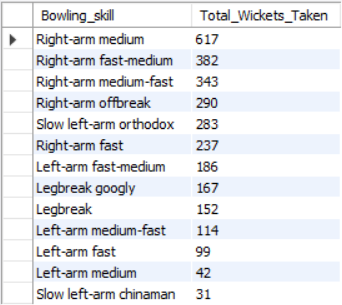 Bowling_skill Total_Wickets_Taken
Right-arm medium 617
Right-arm fast-medium 382
Right-arm medium-fast 343
Right-arm offbreak 290
Slow left-arm orthodox 283
Right-arm fast 237
Left-arm fast-medium 186
Legbreak googly 167
Legbreak 152
Left-arm medium-fast 114
Left-arm fast 99
Left-arm medium 42
Slow left-arm chinaman 31